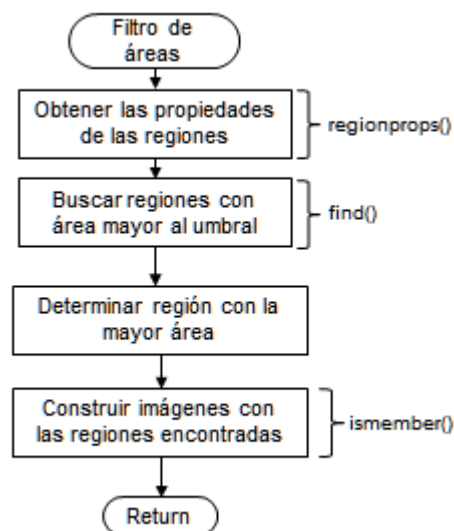 Filtro de
áreas
Obtener las propiedades
de las regiones
regionprops()
Buscar regiones con
área mayor al umbral
find()
Determinar región con la
mayor área
Construir imágenes con
las regiones encontradas
ismember()
Return